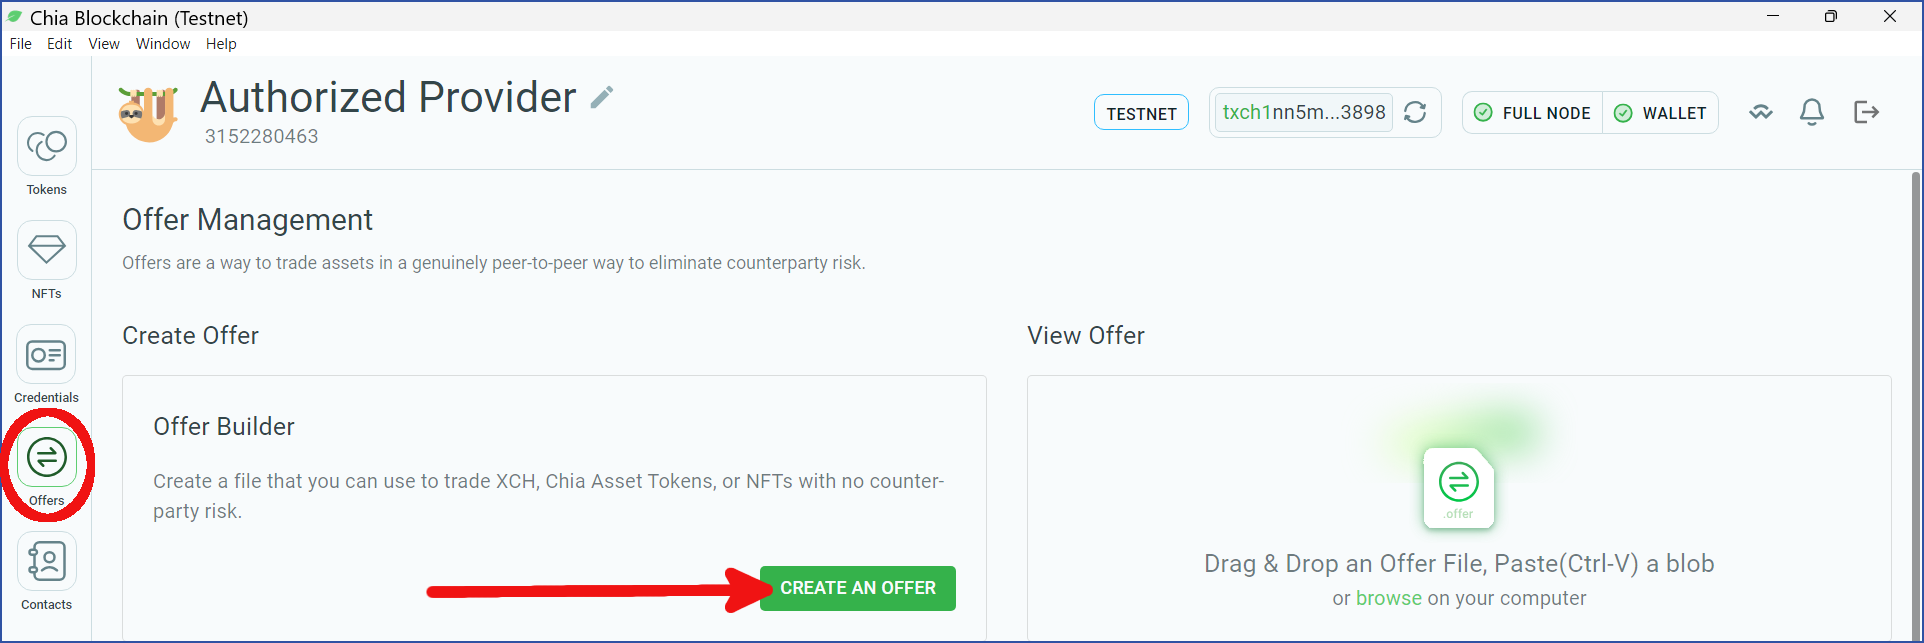 Chia Blockchain (Testnet)
File Edit View Window Help
Authorized Provider
3152280463
TESTNET
txch1nn5m...3898
FULL NODE
WALLET
Tokens
NFTs
Credentials
Offers
Contacts
Offer Management
Offers are a way to trade assets in a genuinely peer-to-peer way to eliminate counterparty risk.
Create Offer
Offer Builder
Create a file that you can use to trade XCH, Chia Asset Tokens, or NFTs with no counter-
party risk.
CREATE AN OFFER
View Offer
.offer
Drag & Drop an Offer File, Paste(Ctrl-V) a blob
or browse on your computer